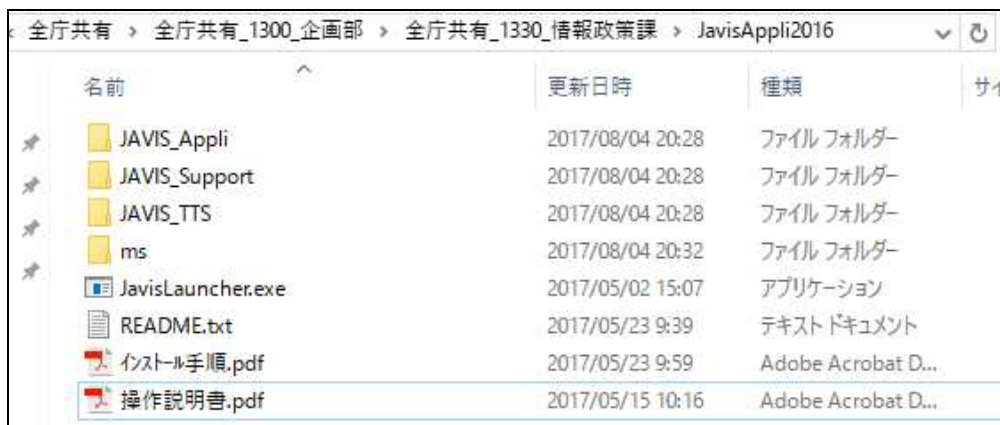 ‹ 全庁共有 › 全庁共有_1300_企画部 › 全庁共有_1330_情報政策課 › JavisAppli2016
名前 更新日時 種類 サイ
JAVIS_Appli 2017/08/04 20:28 ファイル フォルダー
JAVIS_Support 2017/08/04 20:28 ファイル フォルダー
JAVIS_TTS 2017/08/04 20:28 ファイル フォルダー
ms 2017/08/04 20:32 ファイル フォルダー
JavisLauncher.exe 2017/05/02 15:07 アプリケーション
README.txt 2017/05/23 9:39 テキスト ドキュメント
インストール手順.pdf 2017/05/23 9:59 Adobe Acrobat D...
操作説明書.pdf 2017/05/15 10:16 Adobe Acrobat D...